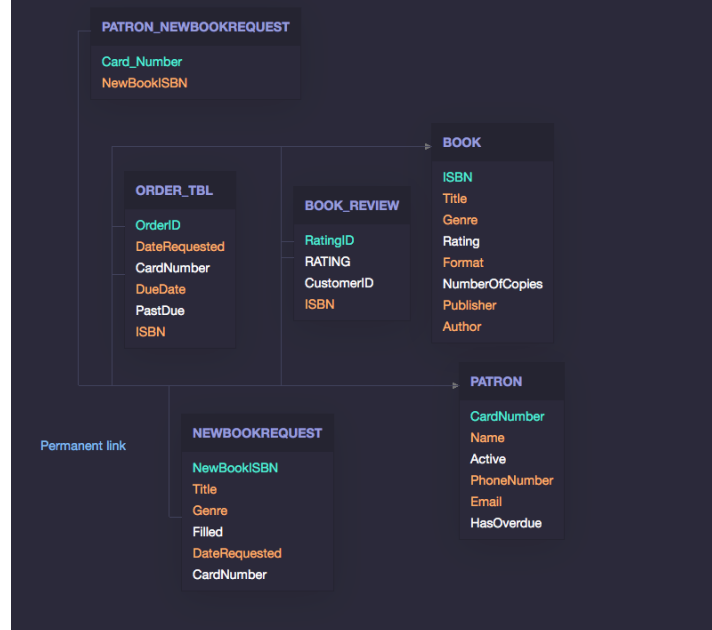 PATRON_NEWBOOKREQUEST
Card_Number
NewBookISBN
BOOK
ISBN
Title
Genre
Rating
Format
NumberOfCopies
Publisher
Author
ORDER_TBL
OrderID
DateRequested
CardNumber
DueDate
PastDue
ISBN
BOOK_REVIEW
RatingID
RATING
CustomerID
ISBN
PATRON
CardNumber
Name
Active
PhoneNumber
Email
HasOverdue
Permanent link
NEWBOOKREQUEST
NewBookISBN
Title
Genre
Filled
DateRequested
CardNumber